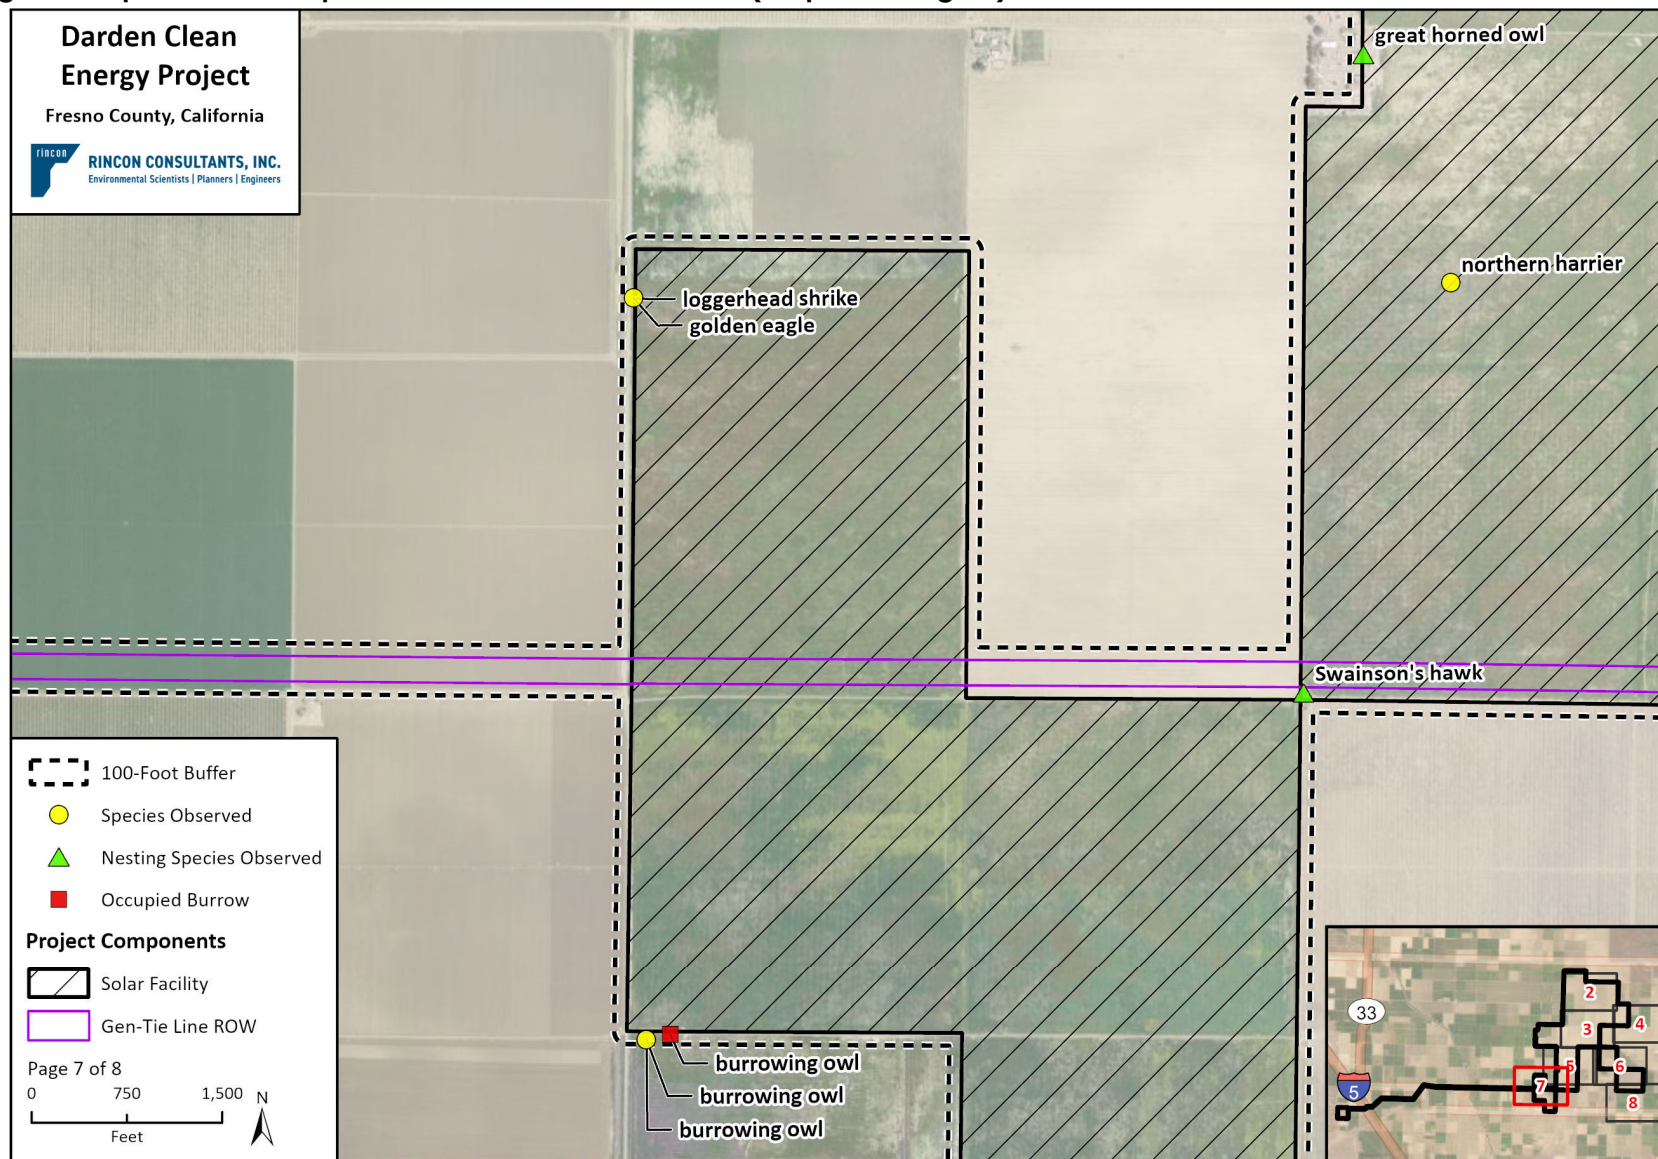 Darden Clean
Energy Project
Fresno County, California
rincon
RINCON CONSULTANTS, INC.
Environmental Scientists | Planners | Engineers
great horned owl
northern harrier
loggerhead shrike
golden eagle
Swainson's hawk
burrowing owl
burrowing owl
burrowing owl
100-Foot Buffer
Species Observed
Nesting Species Observed
Occupied Burrow
Project Components
Solar Facility
Gen-Tie Line ROW
Page 7 of 8
0 750 1,500
Feet
N
33
5
2
3
4
5
6
7
8